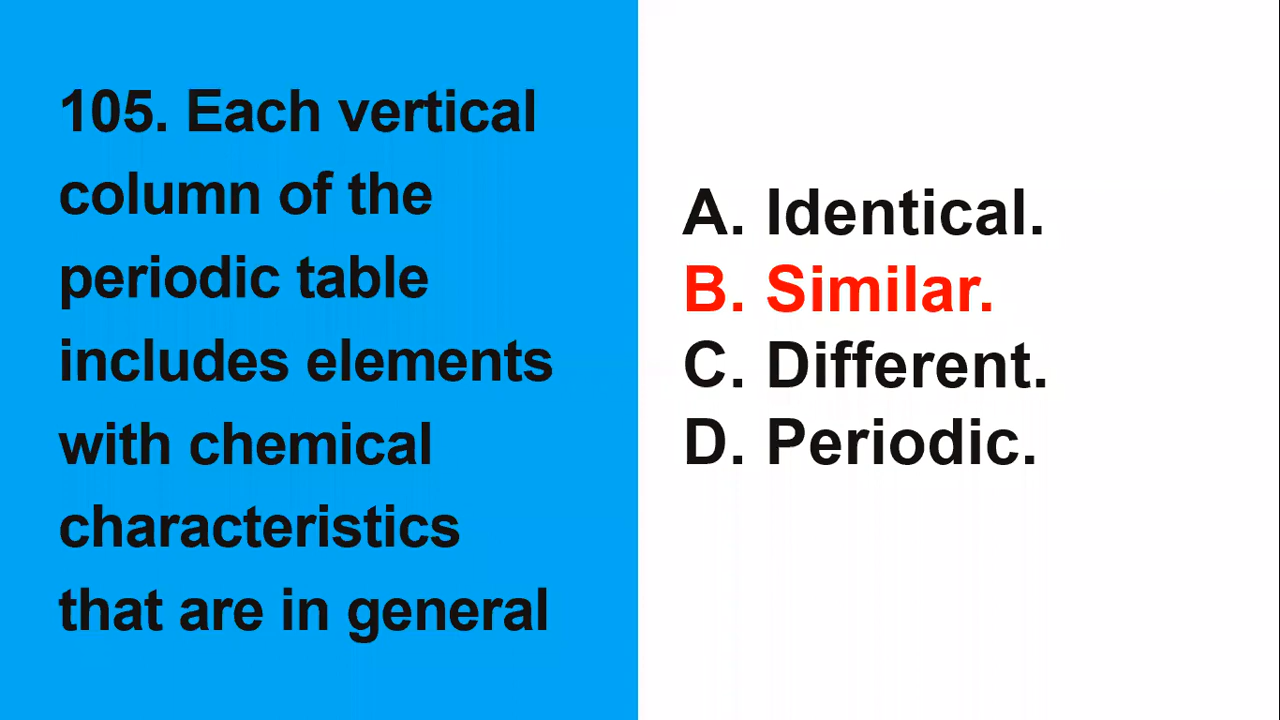 105. Each vertical
column of the
periodic table
includes elements
with chemical
characteristics
that are in general
A. Identical.
B. Similar.
C. Different.
D. Periodic.